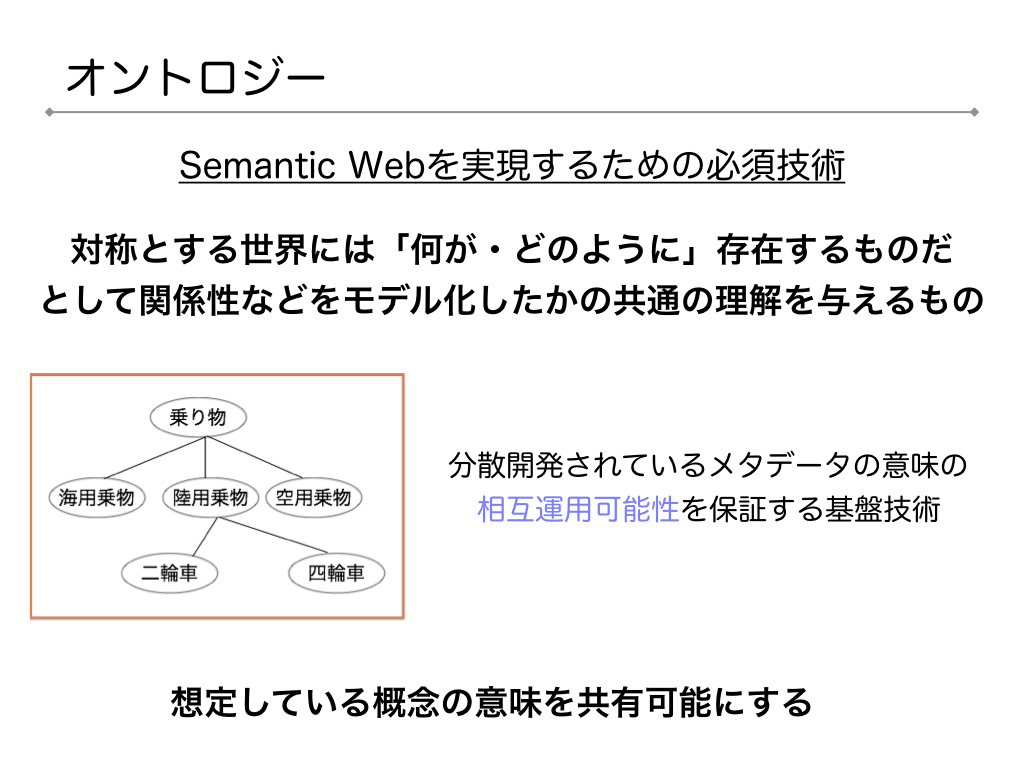 オントロジー
Semantic Webを実現するための必須技術
対称とする世界には「何が・どのように」存在するものだ
として関係性などをモデル化したかの共通の理解を与えるもの
乗り物
海用乗物
陸用乗物
空用乗物
二輪車
四輪車
分散開発されているメタデータの意味の
相互運用可能性を保証する基盤技術
想定している概念の意味を共有可能にする